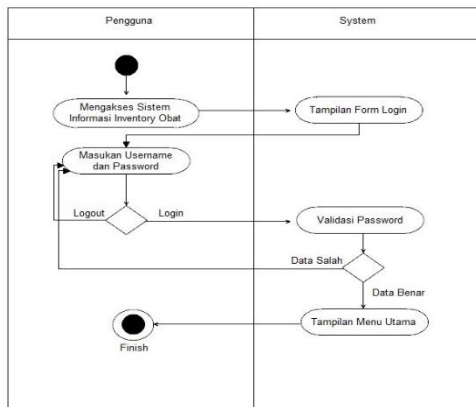 Pengguna
System
Mengakses Sistem
Informasi Inventory Obat
Tampilan Form Login
Masukan Username
dan Password
Logout
Login
Validasi Password
Data Salah
Data Benar
Tampilan Menu Utama
Finish